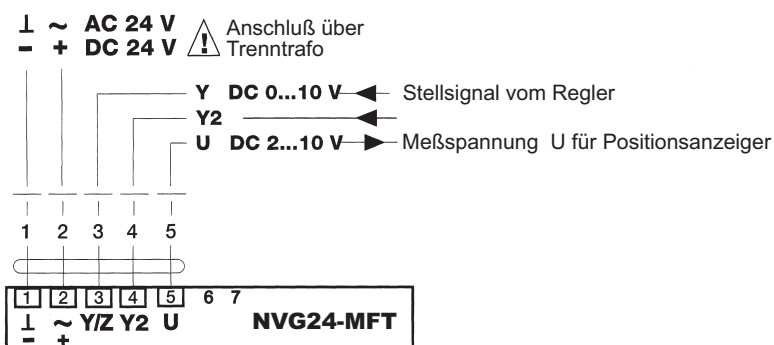 ⊥ ~ AC 24 V
− + DC 24 V
Anschluß über
Trenntrafo
Y DC 0...10 V Stellsignal vom Regler
Y2
U DC 2...10 V Meßspannung U für Positionsanzeiger
1 2 3 4 5
1 2 3 4 5 6 7
⊥ ~ Y/Z Y2 U NVG24-MFT
− +